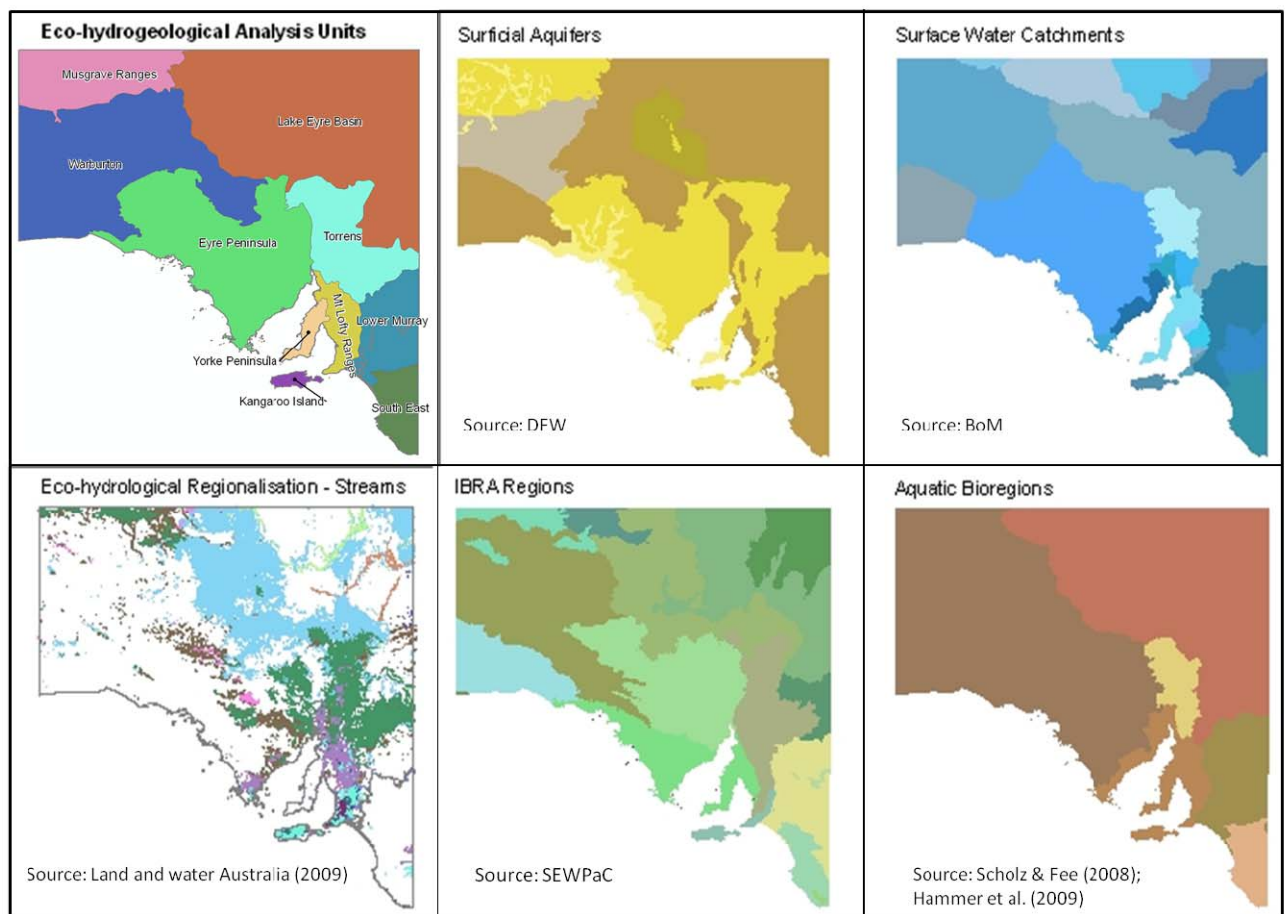 Eco-hydrogeological Analysis Units
Musgrave Ranges
Lake Eyre Basin
Warburton
Eyre Peninsula
Torrens
Mt Lofty Ranges
Lower Murray
Yorke Peninsula
Kangaroo Island
South East
Surficial Aquifers
Source: DFW
Surface Water Catchments
Source: BoM
Eco-hydrological Regionalisation - Streams
Source: Land and water Australia (2009)
IBRA Regions
Source: SEWPaC
Aquatic Bioregions
Source: Scholz & Fee (2008);
Hammer et al. (2009)